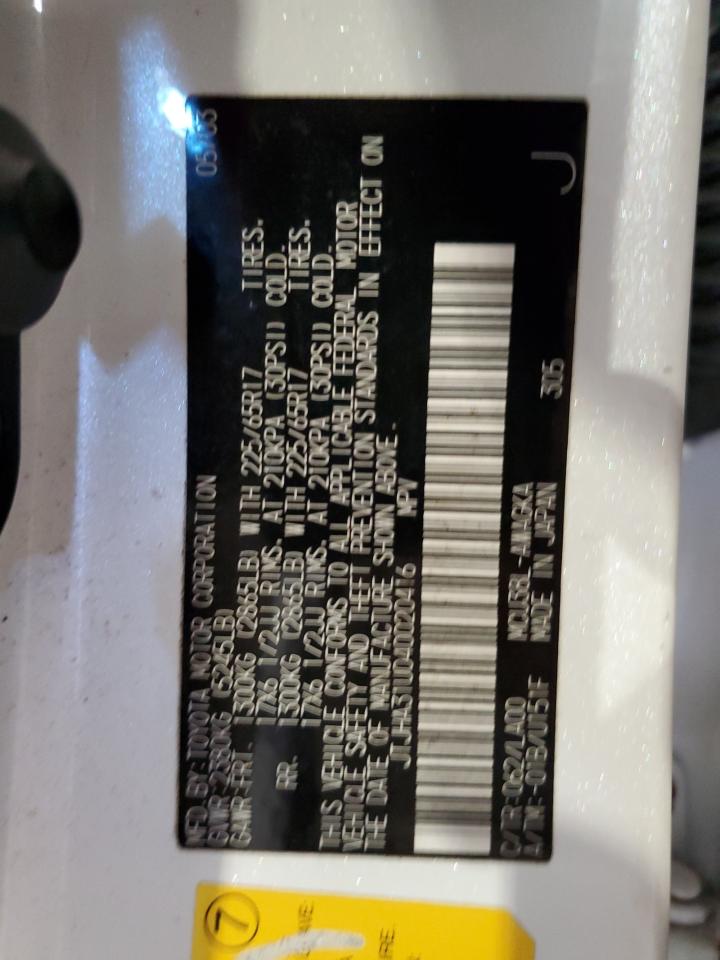 MFD. BY: TOYOTA MOTOR CORPORATION 05/03
GVWR 2380KG (5245LB)
GAWR FRT. 1300KG (2865LB) WITH 225/65R17 TIRES.
17X6 1/2JJ RIMS, AT 210KPA (30PSI) COLD.
RR. 1300KG (2865LB) WITH 225/65R17 TIRES.
17X6 1/2JJ RIMS, AT 210KPA (30PSI) COLD.
THIS VEHICLE CONFORMS TO ALL APPLICABLE FEDERAL MOTOR
VEHICLE SAFETY AND THEFT PREVENTION STANDARDS IN EFFECT ON
THE DATE OF MANUFACTURE SHOWN ABOVE.
JTJHA31U040020416 MPV
C/TR: 062/LA00 MCU38L-AWAGKA 305 J
A/TM: -01B/U151F MADE IN JAPAN
7